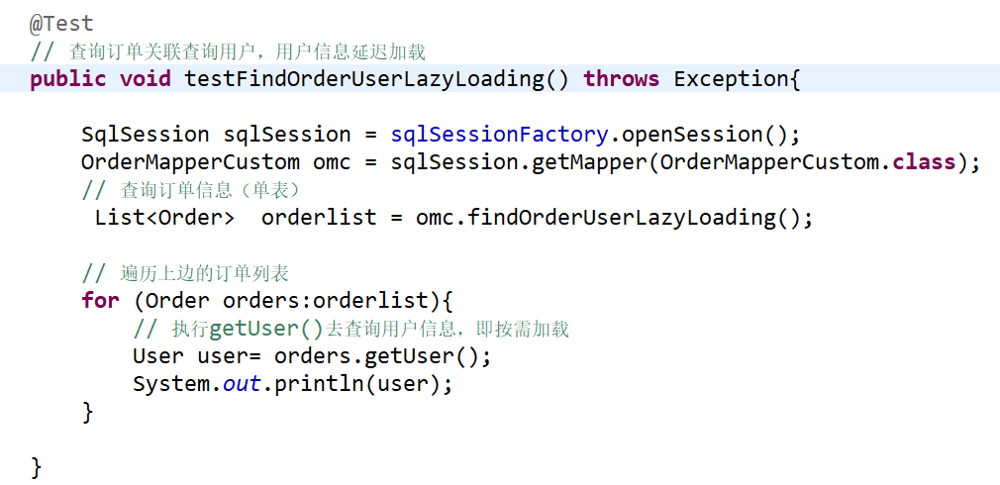 @Test
// 查询订单关联查询用户，用户信息延迟加载
public void testFindOrderUserLazyLoading() throws Exception{
SqlSession sqlSession = sqlSessionFactory.openSession();
OrderMapperCustom omc = sqlSession.getMapper(OrderMapperCustom.class);
// 查询订单信息（单表）
List<Order>  orderlist = omc.findOrderUserLazyLoading();
// 遍历上边的订单列表
for (Order orders:orderlist){
// 执行getUser()去查询用户信息，即按需加载
User user= orders.getUser();
System.out.println(user);
}
}